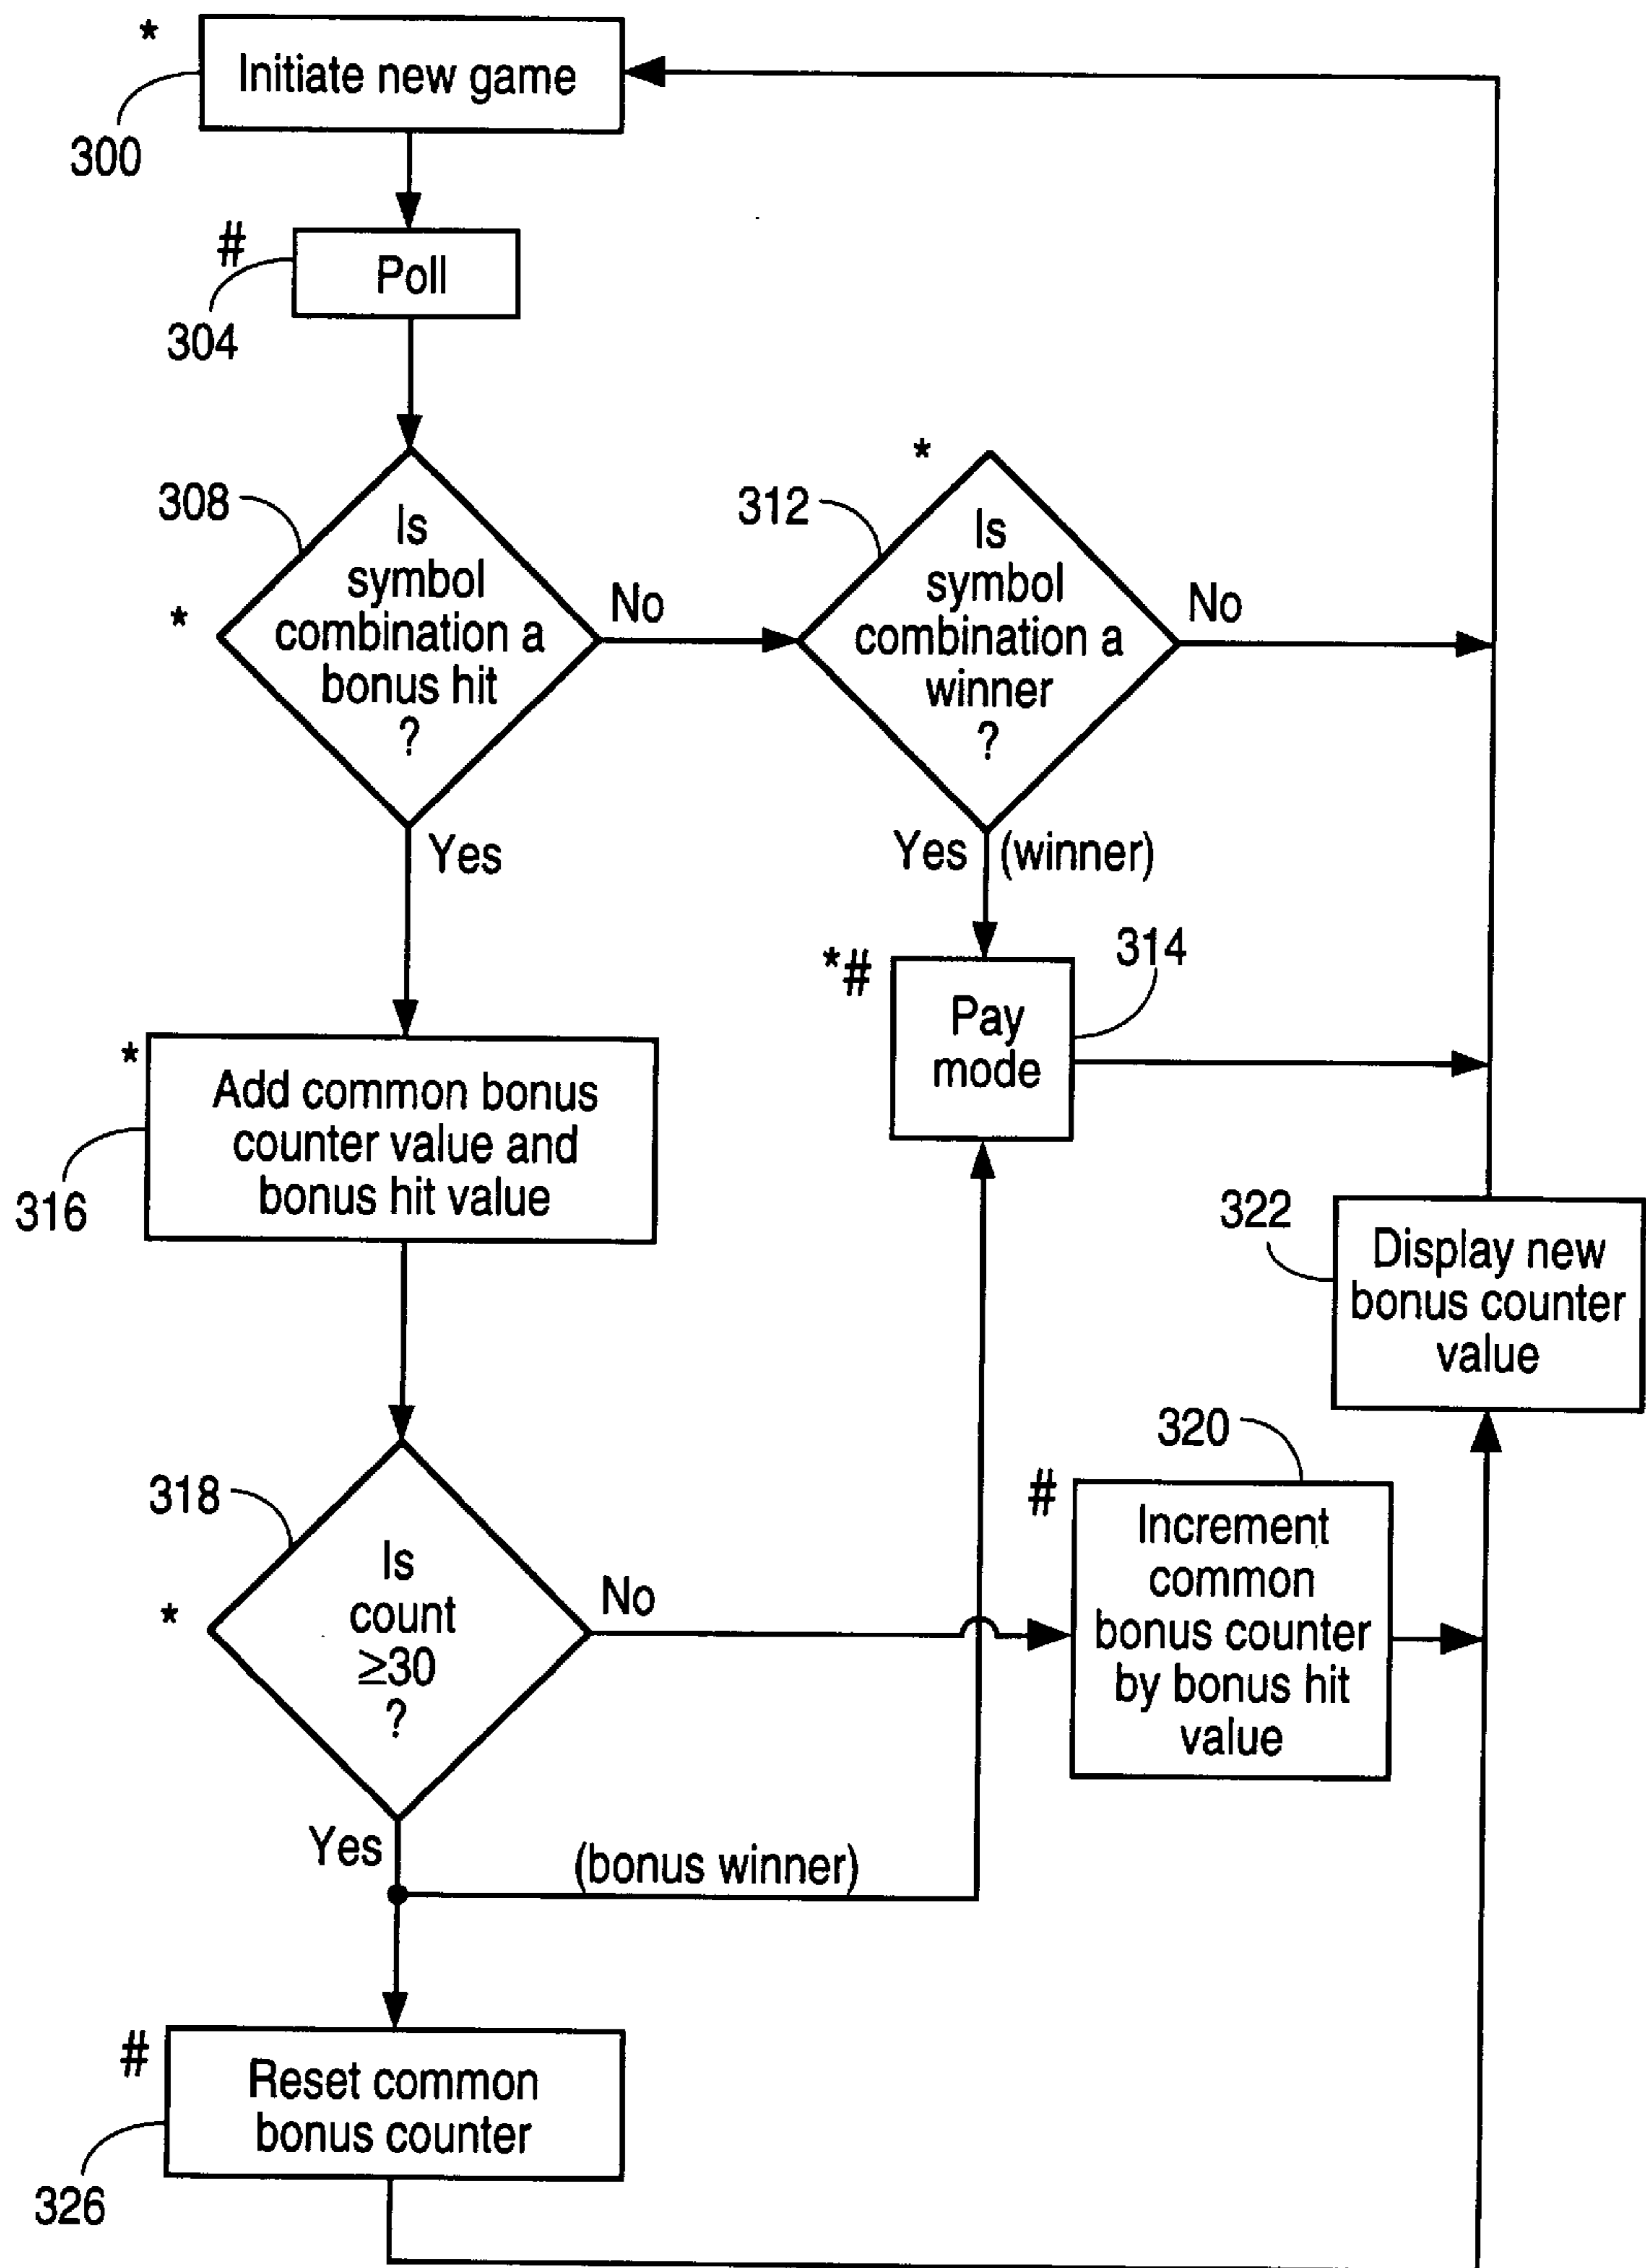 *
Initiate new game
300
#
Poll
304
308
*
Is
symbol
combination a
bonus hit
?
No
Yes
*
312
Is
symbol
combination a
winner
?
No
Yes (winner)
*#
314
Pay
mode
*
Add common bonus
counter value and
bonus hit value
316
322
Display new
bonus counter
value
318
*
Is
count
≥30
?
No
320
#
Increment
common
bonus counter
by bonus hit
value
Yes
(bonus winner)
#
Reset common
bonus counter
326